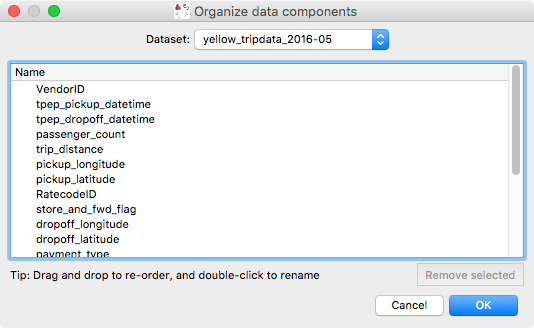 Organize data components
Dataset: yellow_tripdata_2016-05
Name
VendorID
tpep_pickup_datetime
tpep_dropoff_datetime
passenger_count
trip_distance
pickup_longitude
pickup_latitude
RatecodeID
store_and_fwd_flag
dropoff_longitude
dropoff_latitude
payment_type
Tip: Drag and drop to re-order, and double-click to rename
Remove selected
Cancel
OK